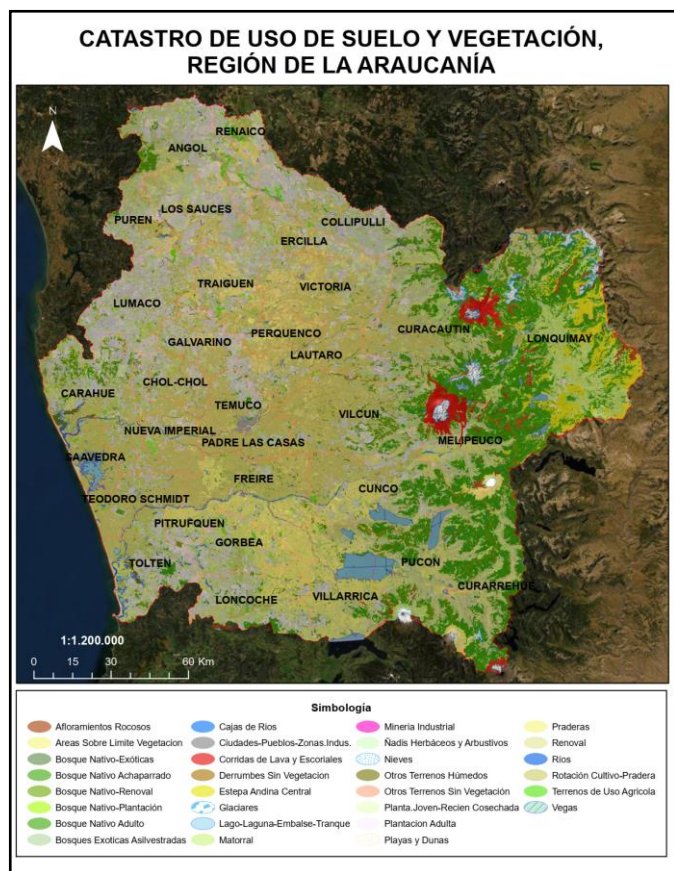 CATASTRO DE USO DE SUELO Y VEGETACIÓN,
REGIÓN DE LA ARAUCANÍA
N
RENAICO
ANGOL
LOS SAUCES
PUREN
COLLIPULLI
ERCILLA
TRAIGUEN
VICTORIA
LUMACO
PERQUENCO
CURACAUTIN
LONQUIMAY
GALVARINO
LAUTARO
CHOL-CHOL
CARAHUE
TEMUCO
VILCUN
NUEVA IMPERIAL
PADRE LAS CASAS
MELIPEUCO
SAAVEDRA
FREIRE
CUNCO
TEODORO SCHMIDT
PITRUFQUEN
GORBEA
TOLTEN
PUCON
CURARREHUE
LONCOCHE
VILLARRICA
1:1.200.000
0 15 30 60 Km
Simbología
Afloramientos Rocosos
Areas Sobre Limite Vegetacion
Bosque Nativo-Exóticas
Bosque Nativo Achaparrado
Bosque Nativo-Renoval
Bosque Nativo-Plantación
Bosque Nativo Adulto
Bosques Exoticas Asilvestradas
Cajas de Rios
Ciudades-Pueblos-Zonas.Indus.
Corridas de Lava y Escoriales
Derrumbes Sin Vegetacion
Estepa Andina Central
Glaciares
Lago-Laguna-Embalse-Tranque
Matorral
Mineria Industrial
Ñadis Herbáceos y Arbustivos
Nieves
Otros Terrenos Húmedos
Otros Terrenos Sin Vegetación
Planta.Joven-Recien Cosechada
Plantacion Adulta
Playas y Dunas
Praderas
Renoval
Rios
Rotación Cultivo-Pradera
Terrenos de Uso Agricola
Vegas